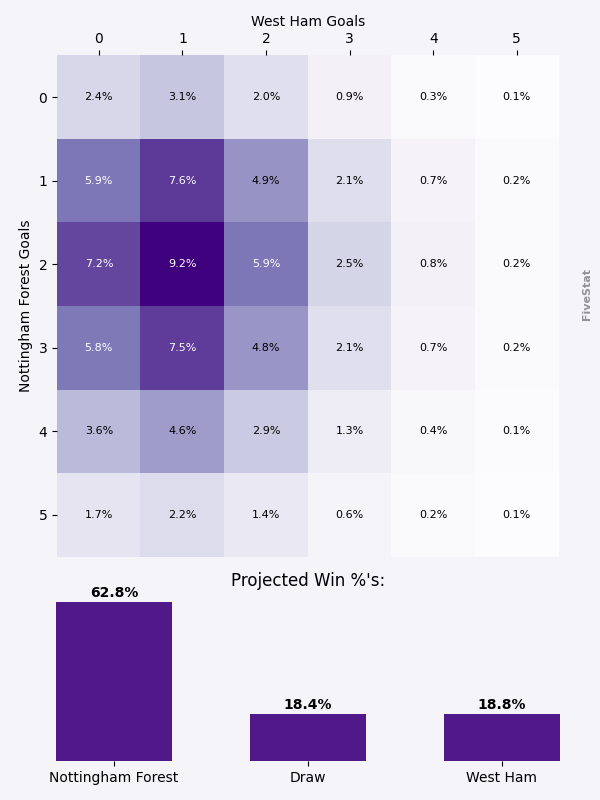 West Ham Goals
0 1 2 3 4 5
0 2.4% 3.1% 2.0% 0.9% 0.3% 0.1%
1 5.9% 7.6% 4.9% 2.1% 0.7% 0.2%
2 7.2% 9.2% 5.9% 2.5% 0.8% 0.2%
3 5.8% 7.5% 4.8% 2.1% 0.7% 0.2%
4 3.6% 4.6% 2.9% 1.3% 0.4% 0.1%
5 1.7% 2.2% 1.4% 0.6% 0.2% 0.1%
Nottingham Forest Goals
FiveStat
Projected Win %'s:
62.8% 18.4% 18.8%
Nottingham Forest Draw West Ham